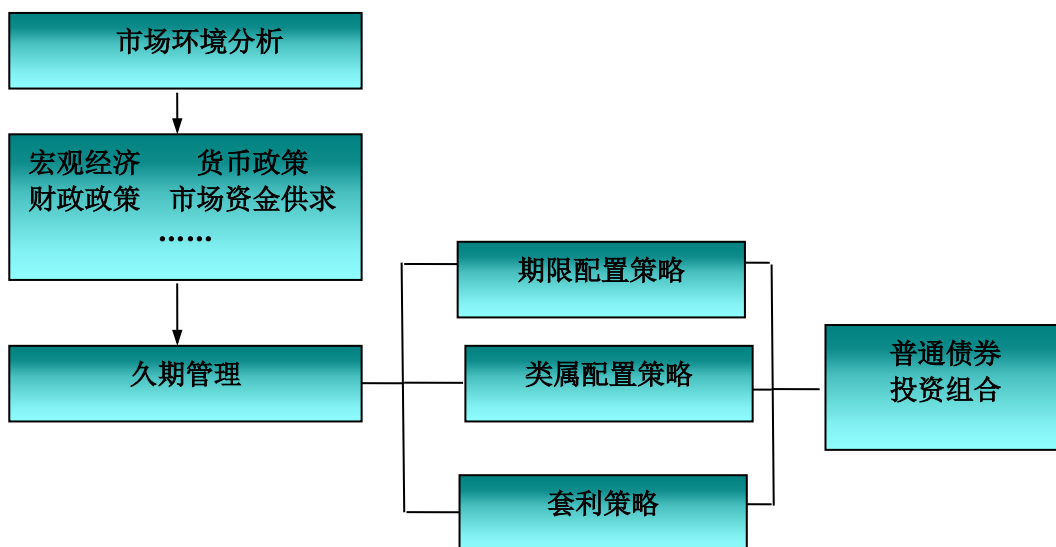 市场环境分析
宏观经济 货币政策
财政政策 市场资金供求
……
期限配置策略
久期管理
类属配置策略
普通债券
投资组合
套利策略